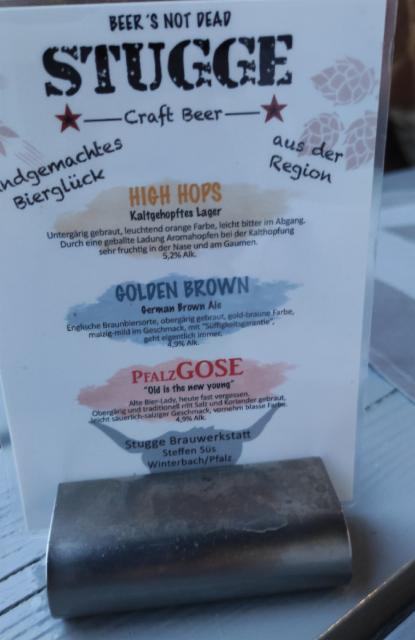 BEER´S NOT DEAD
STUGGE
Craft Beer
ndgemachtes
Bierglück
aus der
Region
HIGH HOPS
Kaltgehopftes Lager
Untergärig gebraut, leuchtend orange Farbe, leicht bitter im Abgang.
Durch eine geballte Ladung Aromahopfen bei der Kalthopfung
sehr fruchtig in der Nase und am Gaumen.
5,2% Alk.
GOLDEN BROWN
German Brown Ale
Englische Braunbiersorte, obergärig gebraut, gold-braune Farbe,
malzig-mild im Geschmack, mit "Süffigkeitsgarantie",
geht eigentlich immer.
4,9% Alk.
PFALZGOSE
"Old is the new young"
Alte Bier-Lady, heute fast vergessen.
Obergärig und traditionell mit Salz und Koriander gebraut,
leicht säuerlich-salziger Geschmack, vornehm blasse Farbe.
4,9% Alk.
Stugge Brauwerkstatt
Steffen Süs
Winterbach/Pfalz